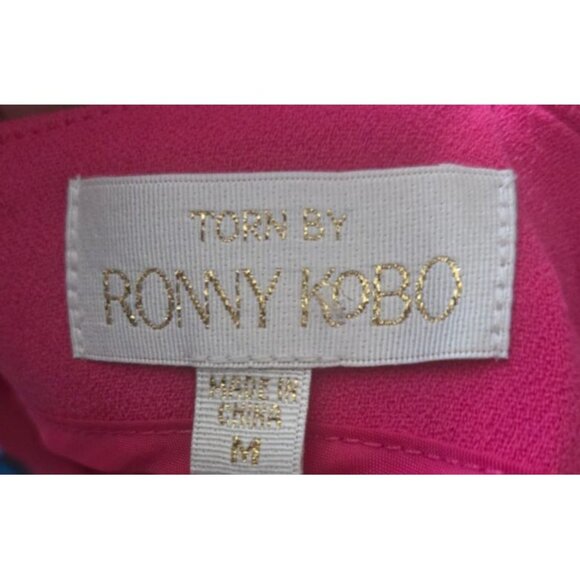 TORN BY
RONNY KOBO
MADE IN
CHINA
M